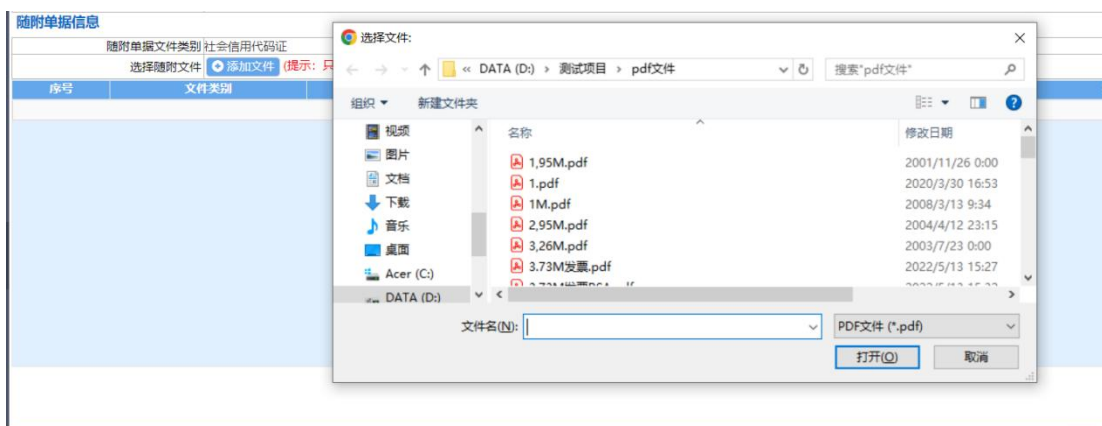 随附单据信息
随附单据文件类别 社会信用代码证
选择随附文件 添加文件 (提示：只
序号 文件类别
选择文件:
« DATA (D:) › 测试项目 › pdf文件
搜索"pdf文件"
组织 新建文件夹
视频
图片
文档
下载
音乐
桌面
Acer (C:)
DATA (D:)
名称 修改日期
1,95M.pdf 2001/11/26 0:00
1.pdf 2020/3/30 16:53
1M.pdf 2008/3/13 9:34
2,95M.pdf 2004/4/12 23:15
3,26M.pdf 2003/7/23 0:00
3.73M发票.pdf 2022/5/13 15:27
文件名(N): PDF文件 (*.pdf)
打开(O) 取消